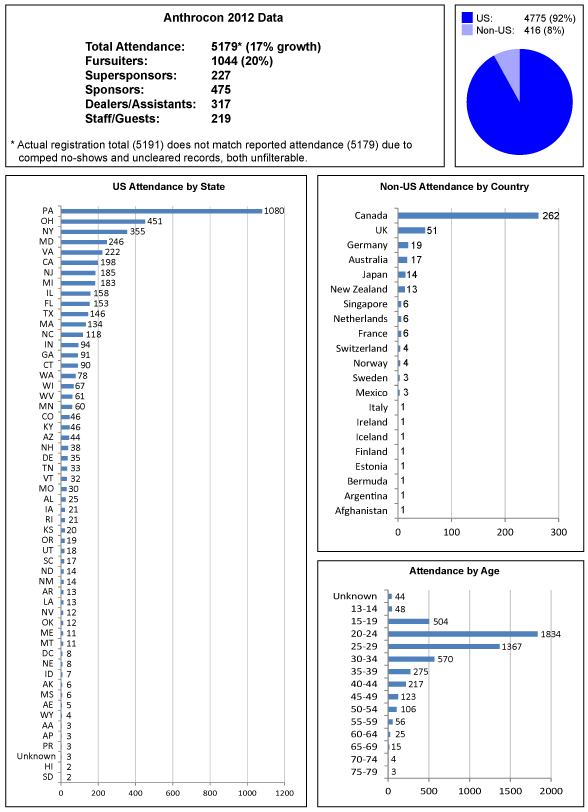 Anthrocon 2012 Data
Total Attendance: 5179* (17% growth)
Fursuiters: 1044 (20%)
Supersponsors: 227
Sponsors: 475
Dealers/Assistants: 317
Staff/Guests: 219
* Actual registration total (5191) does not match reported attendance (5179) due to
comped no-shows and uncleared records, both unfilterable.
US: 4775 (92%)
Non-US: 416 (8%)
US Attendance by State
PA 1080
OH 451
NY 355
MD 246
VA 222
CA 198
NJ 185
MI 183
IL 158
FL 153
TX 146
MA 134
NC 118
IN 94
GA 91
CT 90
WA 78
WI 67
WV 61
MN 60
CO 46
KY 46
AZ 44
NH 38
DE 35
TN 33
VT 32
MO 30
AL 25
IA 21
RI 21
KS 20
OR 19
UT 18
SC 17
ND 14
NM 14
AR 13
LA 13
NV 12
OK 12
ME 11
MT 11
DC 8
NE 8
ID 7
AK 6
MS 6
AE 5
WY 4
AA 3
AP 3
PR 3
Unknown 3
HI 2
SD 2
0 200 400 600 800 1000 1200
Non-US Attendance by Country
Canada 262
UK 51
Germany 19
Australia 17
Japan 14
New Zealand 13
Singapore 6
Netherlands 6
France 6
Switzerland 4
Norway 4
Sweden 3
Mexico 3
Italy 1
Ireland 1
Iceland 1
Finland 1
Estonia 1
Bermuda 1
Argentina 1
Afghanistan 1
0 100 200 300
Attendance by Age
Unknown 44
13-14 48
15-19 504
20-24 1834
25-29 1367
30-34 570
35-39 275
40-44 217
45-49 123
50-54 106
55-59 56
60-64 25
65-69 15
70-74 4
75-79 3
0 500 1000 1500 2000